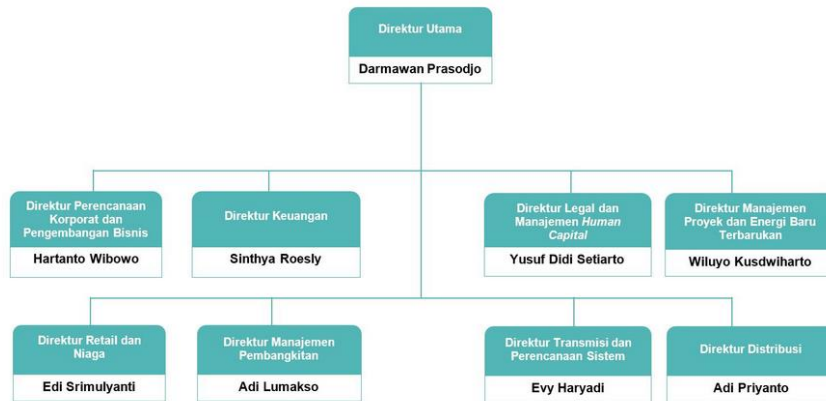 Direktur Utama
Darmawan Prasodjo
Direktur Perencanaan
Korporat dan
Pengembangan Bisnis
Hartanto Wibowo
Direktur Keuangan
Sinthya Roesly
Direktur Legal dan
Manajemen Human
Capital
Yusuf Didi Setiarto
Direktur Manajemen
Proyek dan Energi Baru
Terbarukan
Wiluyo Kusdwiharto
Direktur Retail dan
Niaga
Edi Srimulyanti
Direktur Manajemen
Pembangkitan
Adi Lumakso
Direktur Transmisi dan
Perencanaan Sistem
Evy Haryadi
Direktur Distribusi
Adi Priyanto